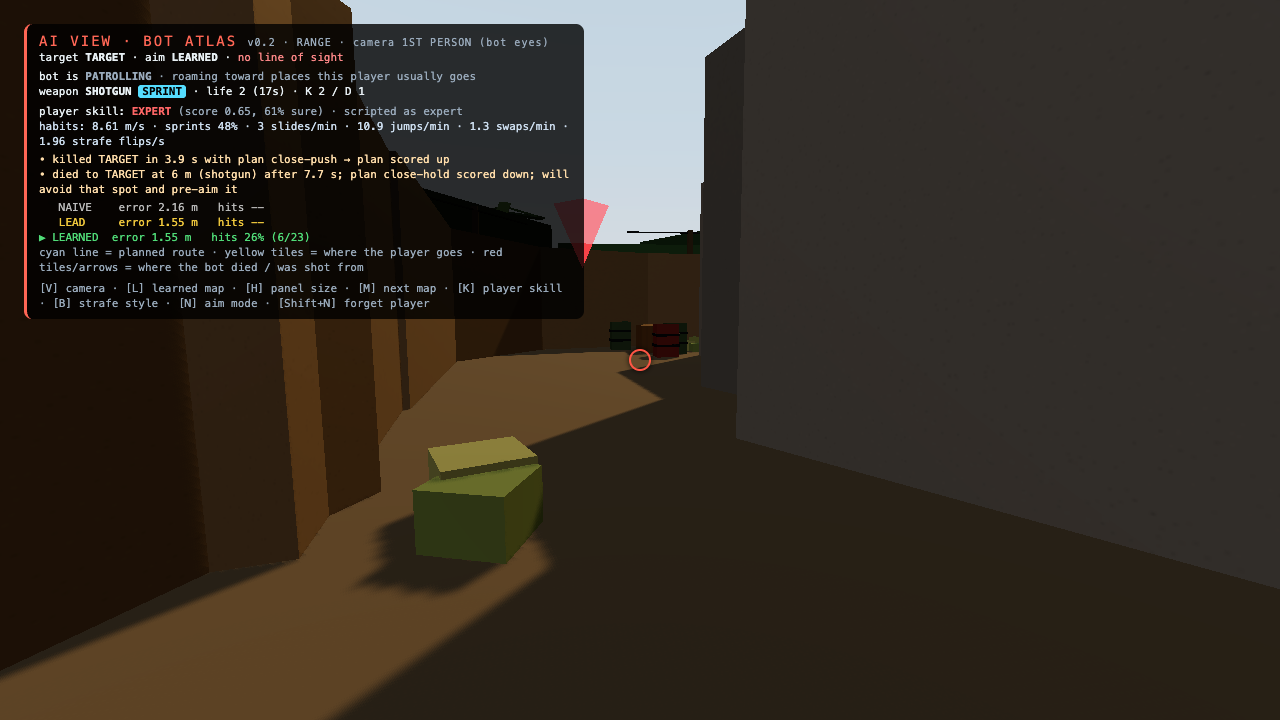 AI VIEW · BOT ATLAS v0.2 · RANGE · camera 1ST PERSON (bot eyes)
target TARGET · aim LEARNED · no line of sight
bot is PATROLLING · roaming toward places this player usually goes
weapon SHOTGUN SPRINT · life 2 (17s) · K 2 / D 1
player skill: EXPERT (score 0.65, 61% sure) · scripted as expert
habits: 8.61 m/s · sprints 48% · 3 slides/min · 10.9 jumps/min · 1.3 swaps/min ·
1.96 strafe flips/s
• killed TARGET in 3.9 s with plan close-push → plan scored up
• died to TARGET at 6 m (shotgun) after 7.7 s; plan close-hold scored down; will
avoid that spot and pre-aim it
NAIVE error 2.16 m hits ——
LEAD error 1.55 m hits ——
▶ LEARNED error 1.55 m hits 26% (6/23)
cyan line = planned route · yellow tiles = where the player goes · red
tiles/arrows = where the bot died / was shot from
[V] camera · [L] learned map · [H] panel size · [M] next map · [K] player skill
· [B] strafe style · [N] aim mode · [Shift+N] forget player